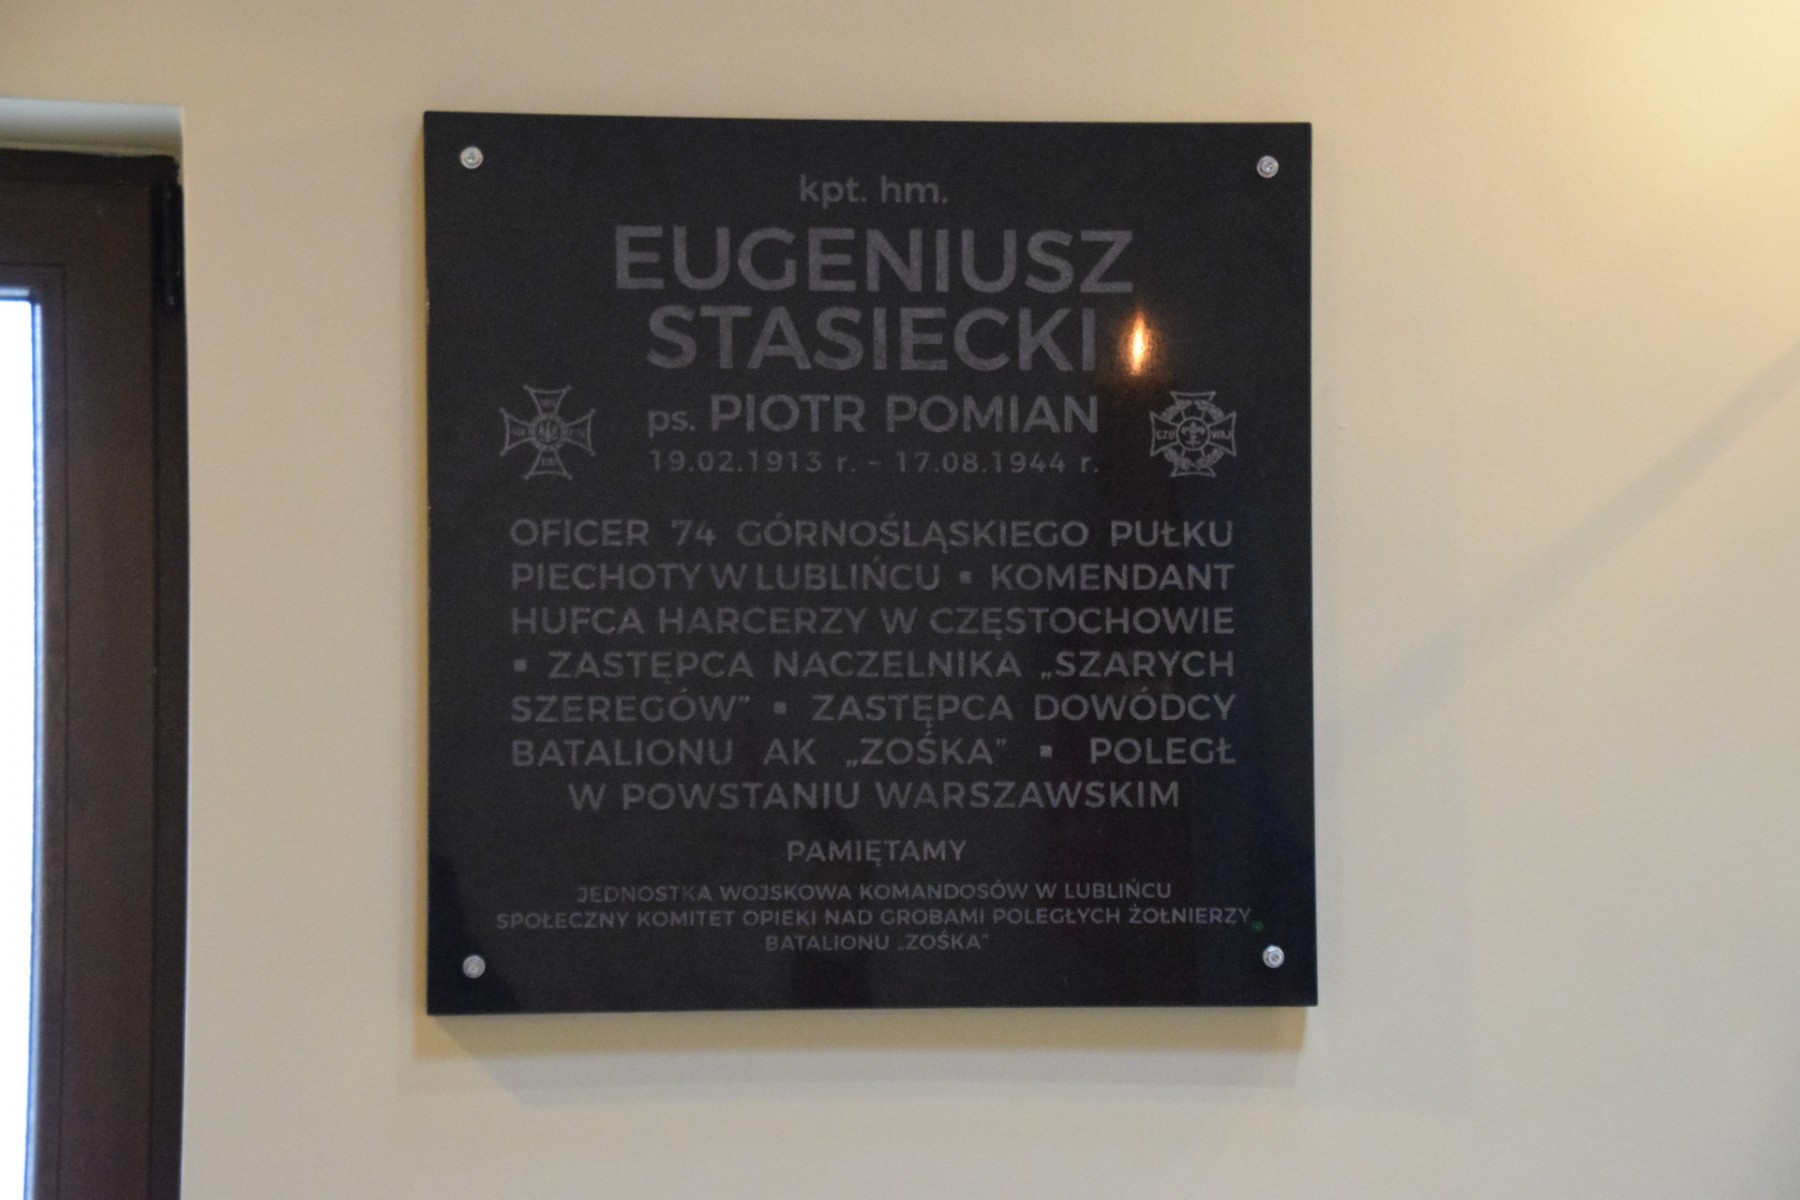 kpt. hm.
EUGENIUSZ
STASIECKI
ps. PIOTR POMIAN
19.02.1913 r. - 17.08.1944 r.
CZU WAJ
OFICER 74 GÓRNOŚLĄSKIEGO PUŁKU
PIECHOTY W LUBLIŃCU ▪ KOMENDANT
HUFCA HARCERZY W CZĘSTOCHOWIE
▪ ZASTĘPCA NACZELNIKA „SZARYCH
SZEREGÓW” ▪ ZASTĘPCA DOWÓDCY
BATALIONU AK „ZOŚKA” ▪ POLEGŁ
W POWSTANIU WARSZAWSKIM
PAMIĘTAMY
JEDNOSTKA WOJSKOWA KOMANDOSÓW W LUBLIŃCU
SPOŁECZNY KOMITET OPIEKI NAD GROBAMI POLEGŁYCH ŻOŁNIERZY
BATALIONU „ZOŚKA”